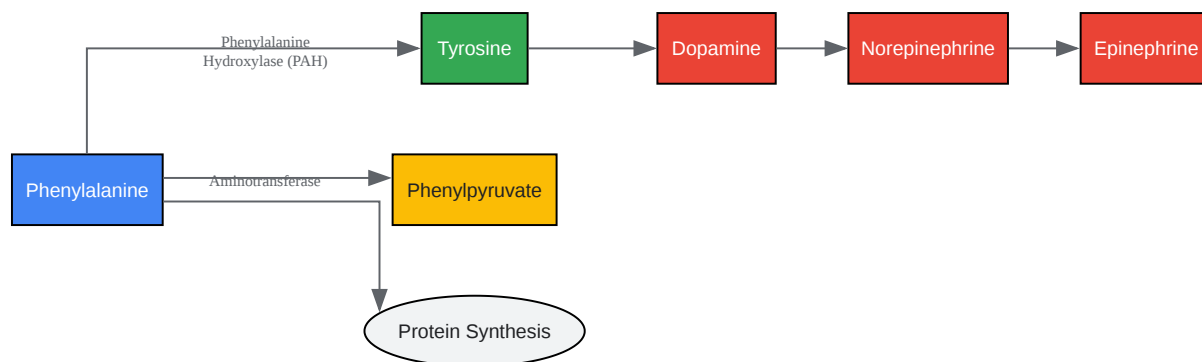 Phenylalanine
Hydroxylase (PAH)
Tyrosine
Dopamine
Norepinephrine
Epinephrine
Phenylalanine
Aminotransferase
Phenylpyruvate
Protein Synthesis